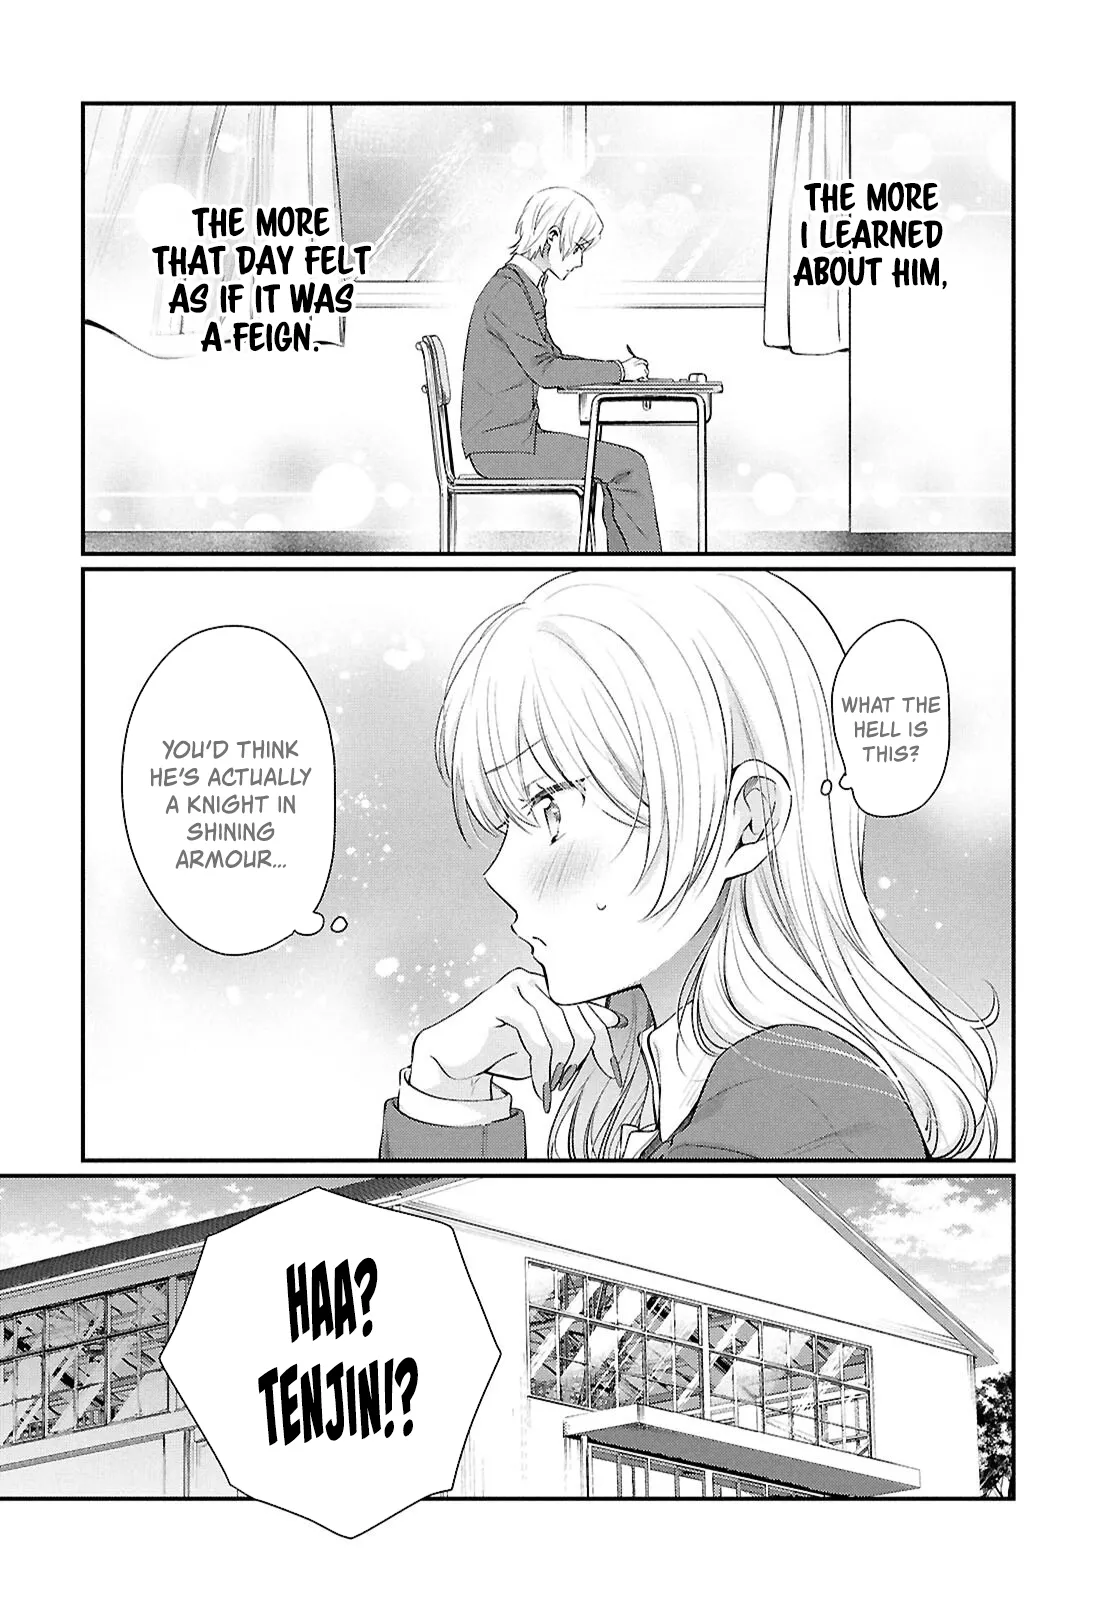 THE MORE
I LEARNED
ABOUT HIM,
THE MORE
THAT DAY FELT
AS IF IT WAS
A FEIGN.
WHAT THE
HELL IS
THIS?
YOU'D THINK
HE'S ACTUALLY
A KNIGHT IN
SHINING
ARMOUR...
HAA?
TENJIN!?